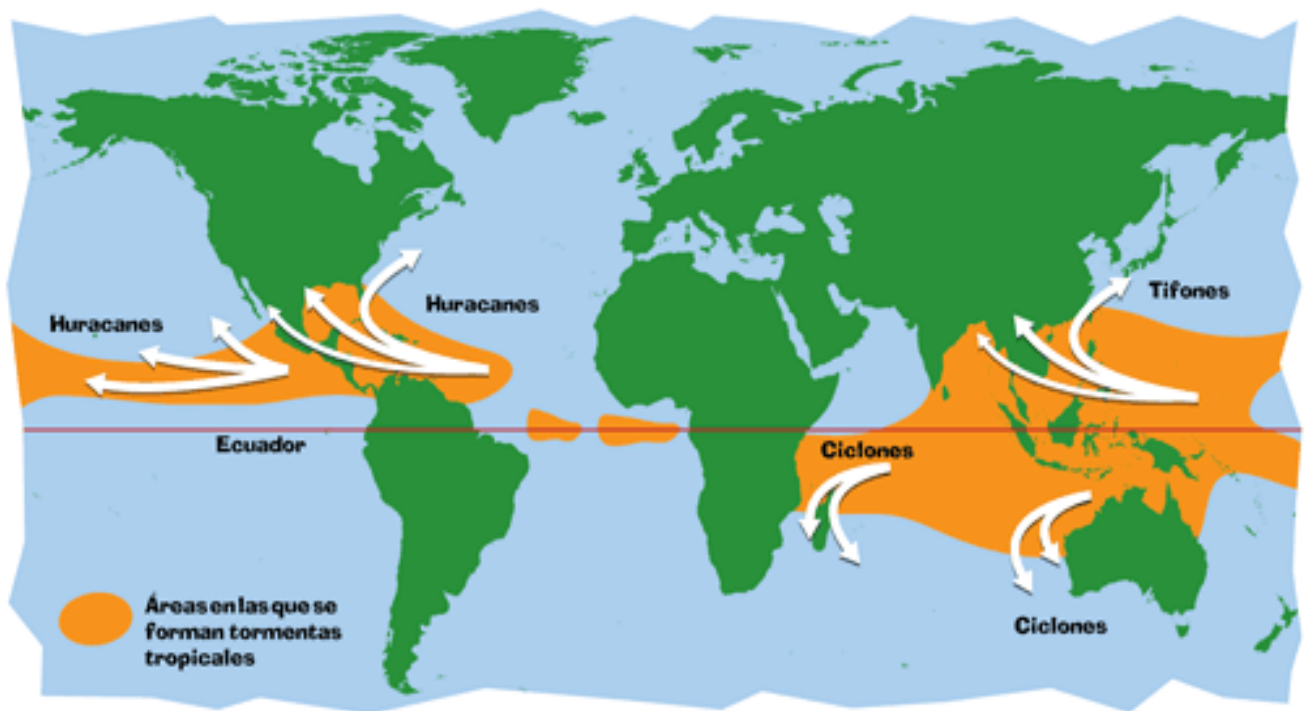 Huracanes
Huracanes
Tifones
Ecuador
Ciclones
Ciclones
Áreas en las que se
forman tormentas
tropicales